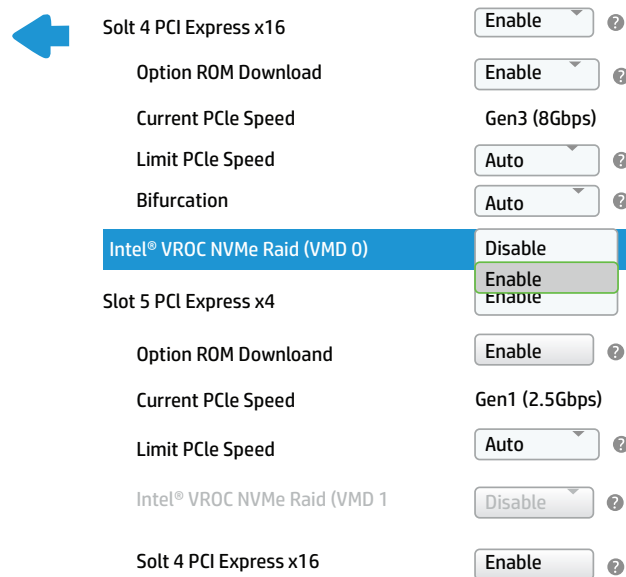 Solt 4 PCI Express x16 Enable ?
Option ROM Download Enable ?
Current PCle Speed Gen3 (8Gbps)
Limit PCle Speed Auto ?
Bifurcation Auto ?
Intel® VROC NVMe Raid (VMD 0) Disable
Enable
Slot 5 PCl Express x4 Enable
Option ROM Downloand Enable ?
Current PCle Speed Gen1 (2.5Gbps)
Limit PCle Speed Auto ?
Intel® VROC NVMe Raid (VMD 1 Disable ?
Solt 4 PCI Express x16 Enable ?